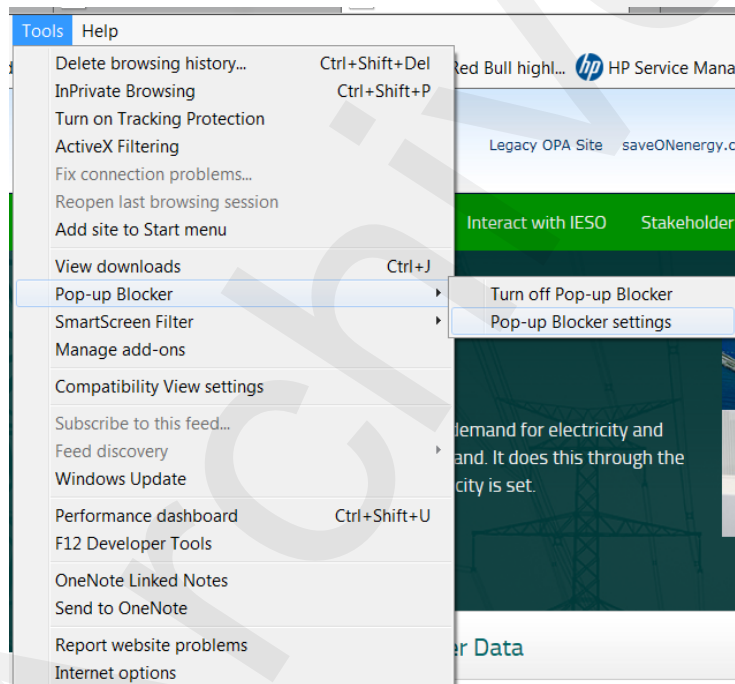 Tools Help
Delete browsing history... Ctrl+Shift+Del
InPrivate Browsing Ctrl+Shift+P
Turn on Tracking Protection
ActiveX Filtering
Fix connection problems...
Reopen last browsing session
Add site to Start menu
View downloads Ctrl+J
Pop-up Blocker
SmartScreen Filter
Manage add-ons
Compatibility View settings
Subscribe to this feed...
Feed discovery
Windows Update
Performance dashboard Ctrl+Shift+U
F12 Developer Tools
OneNote Linked Notes
Send to OneNote
Report website problems
Internet options
Turn off Pop-up Blocker
Pop-up Blocker settings
Red Bull highl... hp HP Service Mana
Legacy OPA Site saveONenergy.c
Interact with IESO Stakeholder
demand for electricity and
and. It does this through the
city is set.
er Data